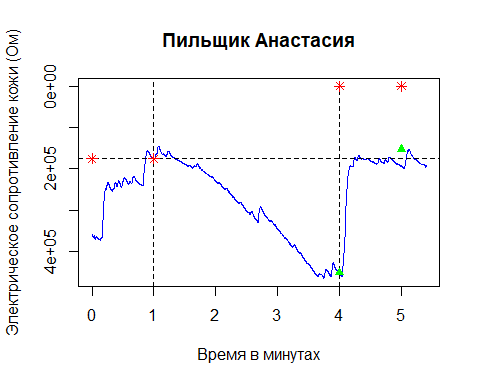 Пильщик Анастасия
Электрическое сопротивление кожи (Ом)
0e+00
2e+05
4e+05
0 1 2 3 4 5
Время в минутах